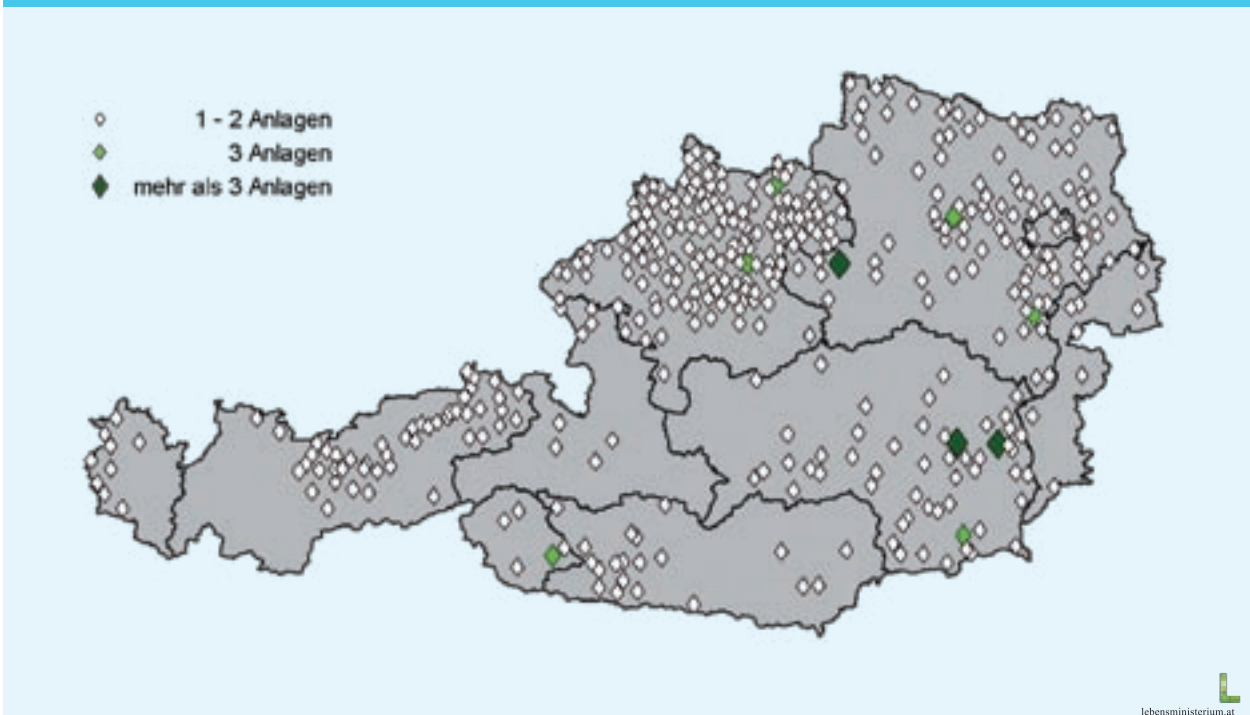 1 - 2 Anlagen
3 Anlagen
mehr als 3 Anlagen
L
lebensministerium.at